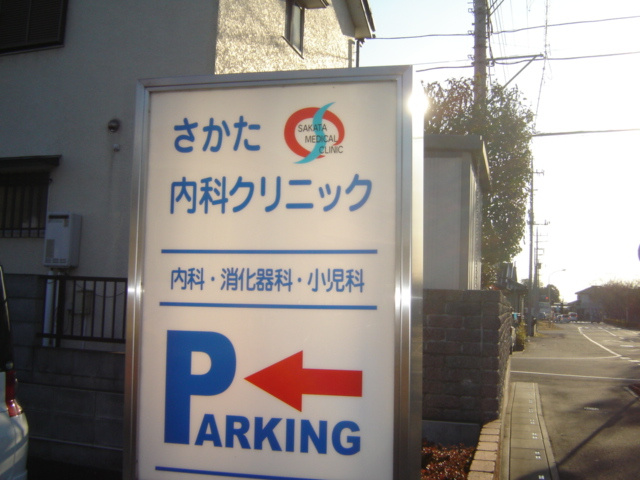 さかた
SAKATA
MEDICAL
CLINIC
内科クリニック
内科・消化器科・小児科
PARKING